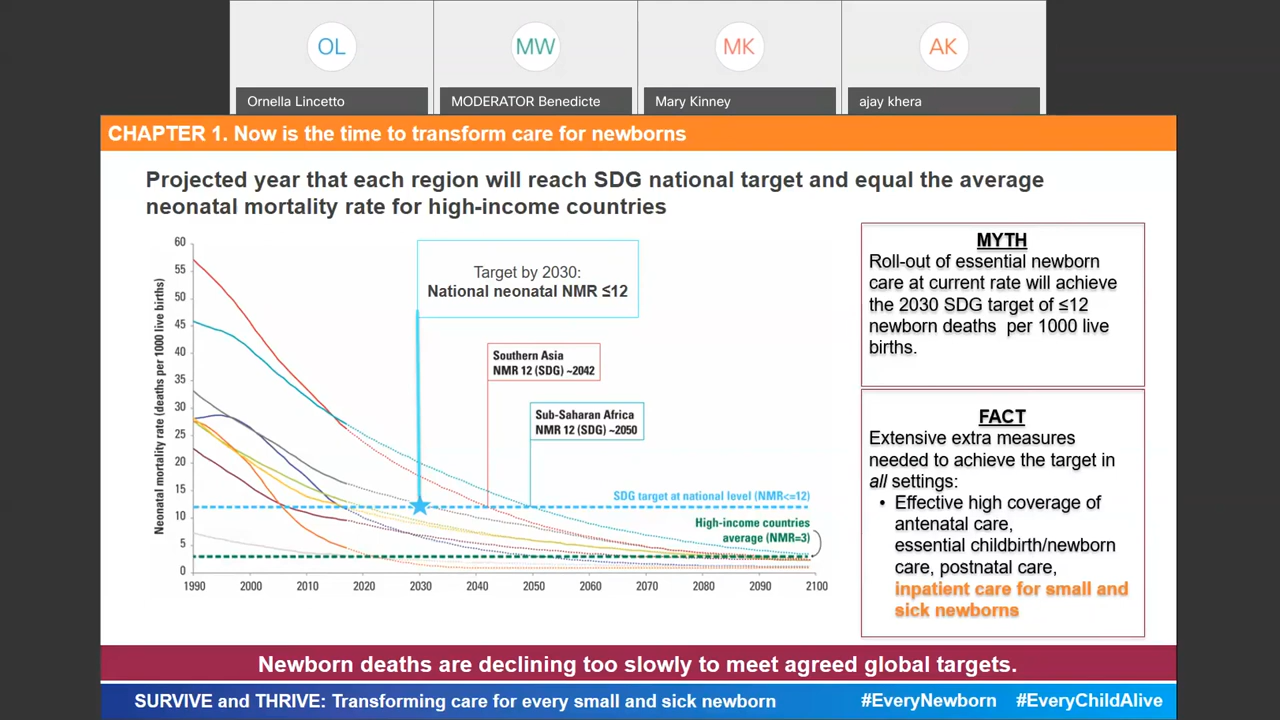 OL
MW
MK
AK
Ornella Lincetto
MODERATOR Benedicte
Mary Kinney
ajay khera
CHAPTER 1. Now is the time to transform care for newborns
Projected year that each region will reach SDG national target and equal the average
neonatal mortality rate for high-income countries
Neonatal mortality rate (deaths per 1000 live births)
60
55
50
45
40
35
30
25
20
15
10
5
0
1990
2000
2010
2020
2030
2040
2050
2060
2070
2080
2090
2100
Target by 2030:
National neonatal NMR ≤12
Southern Asia
NMR 12 (SDG) ~2042
Sub-Saharan Africa
NMR 12 (SDG) ~2050
SDG target at national level (NMR<=12)
High-income countries
average (NMR=3)
MYTH
Roll-out of essential newborn
care at current rate will achieve
the 2030 SDG target of ≤12
newborn deaths per 1000 live
births.
FACT
Extensive extra measures
needed to achieve the target in
all settings:
• Effective high coverage of
antenatal care,
essential childbirth/newborn
care, postnatal care,
inpatient care for small and
sick newborns
Newborn deaths are declining too slowly to meet agreed global targets.
SURVIVE and THRIVE: Transforming care for every small and sick newborn
#EveryNewborn #EveryChildAlive